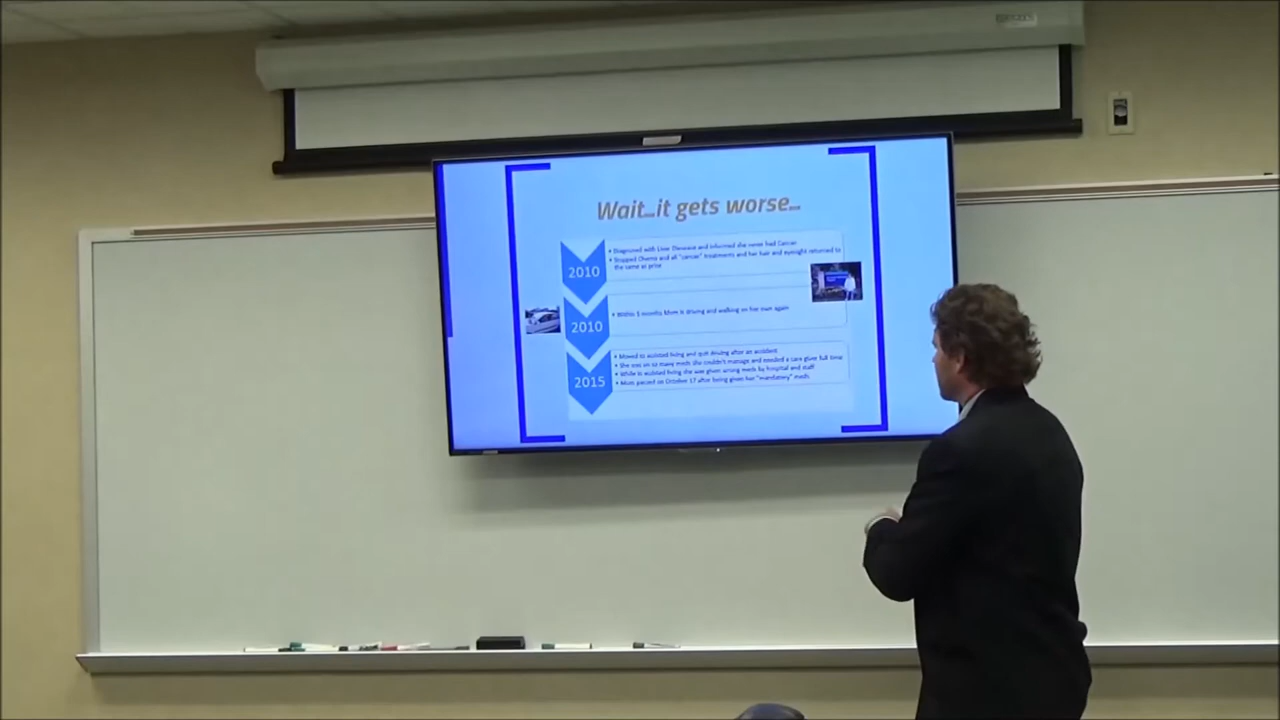 Wait...it gets worse...
2010
• Diagnosed with Liver Disease and informed she never had Cancer
• Stopped Chemo and all "cancer" treatments and her hair and eyesight returned to
the same as prior
2010
• Within 3 months Mom is driving and walking on her own again
2015
• Moved to assisted living and quit driving after an accident
• She was on so many meds she couldn't manage and needed a care giver full time
• While in assisted living she was given wrong meds by hospital and staff
• Mom passed on October 17 after being given her "mandatory" meds